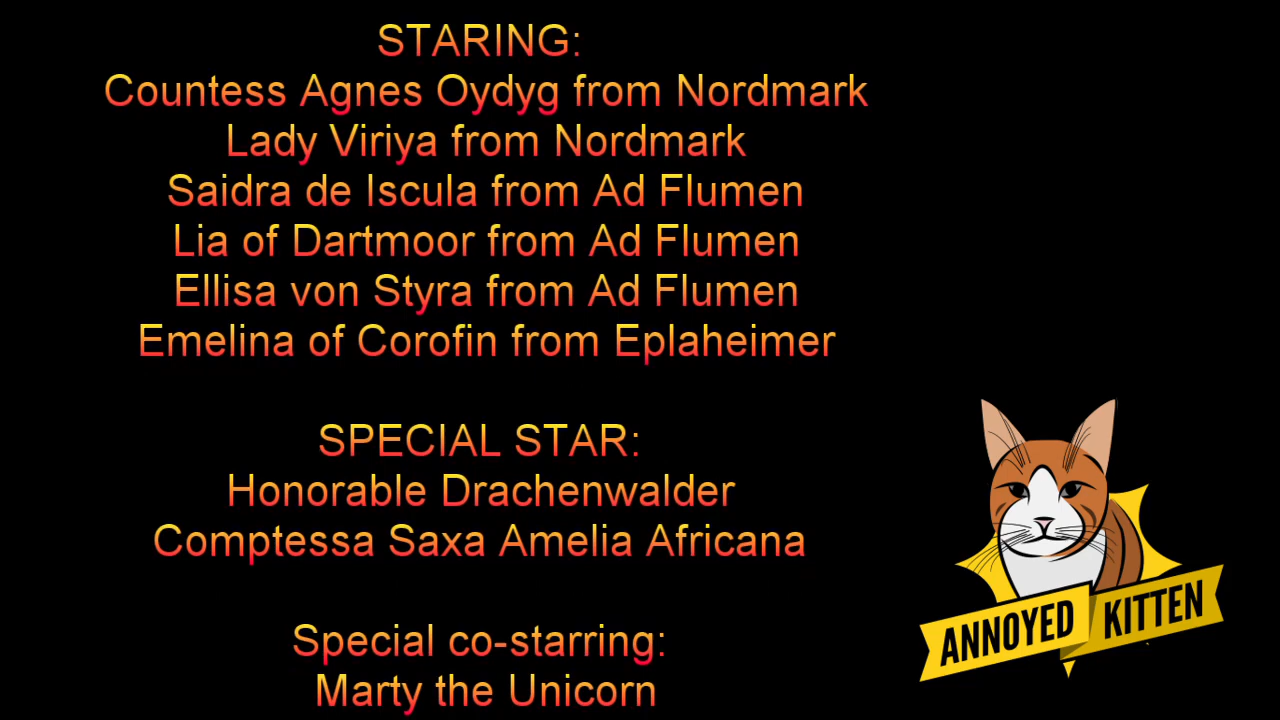 STARING:
Countess Agnes Oydyg from Nordmark
Lady Viriya from Nordmark
Saidra de Iscula from Ad Flumen
Lia of Dartmoor from Ad Flumen
Ellisa von Styra from Ad Flumen
Emelina of Corofin from Eplaheimer
SPECIAL STAR:
Honorable Drachenwalder
Comptessa Saxa Amelia Africana
Special co-starring:
Marty the Unicorn
ANNOYED KITTEN